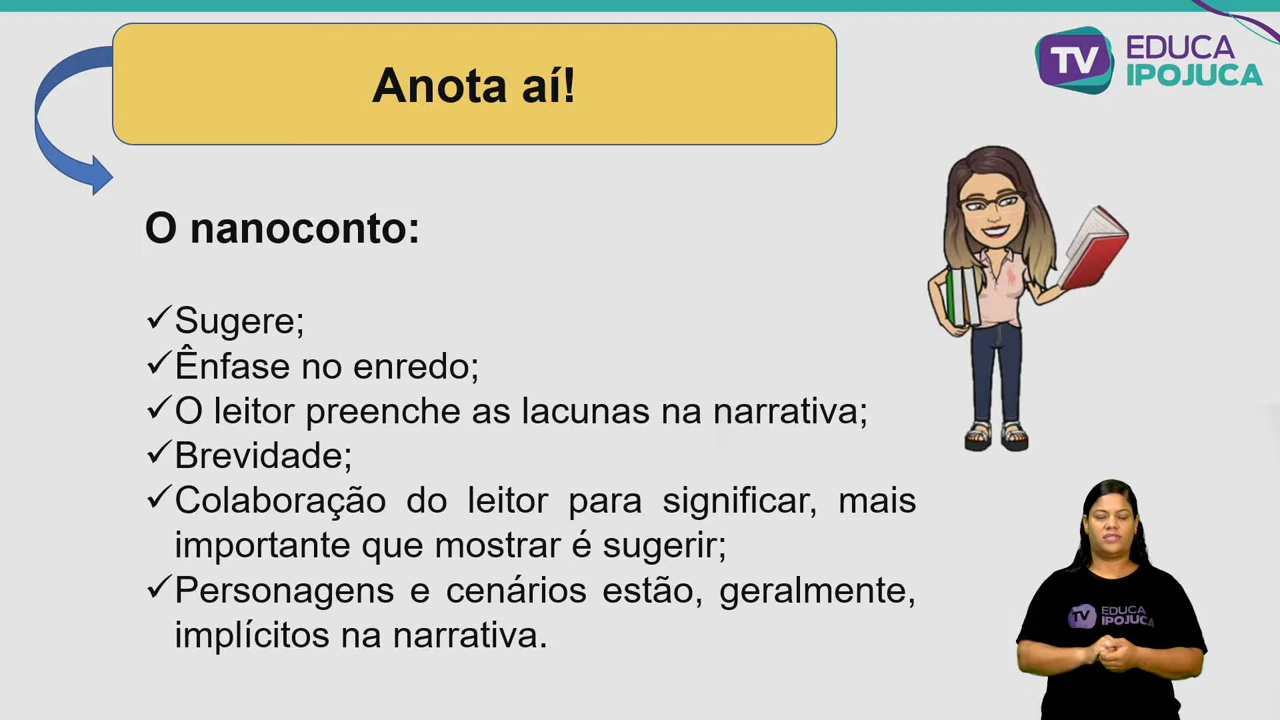 Anota aí!
TV EDUCA
IPOJUCA
O nanoconto:
✓Sugere;
✓Ênfase no enredo;
✓O leitor preenche as lacunas na narrativa;
✓Brevidade;
✓Colaboração do leitor para significar, mais
importante que mostrar é sugerir;
✓Personagens e cenários estão, geralmente,
implícitos na narrativa.
TV EDUCA
IPOJUCA